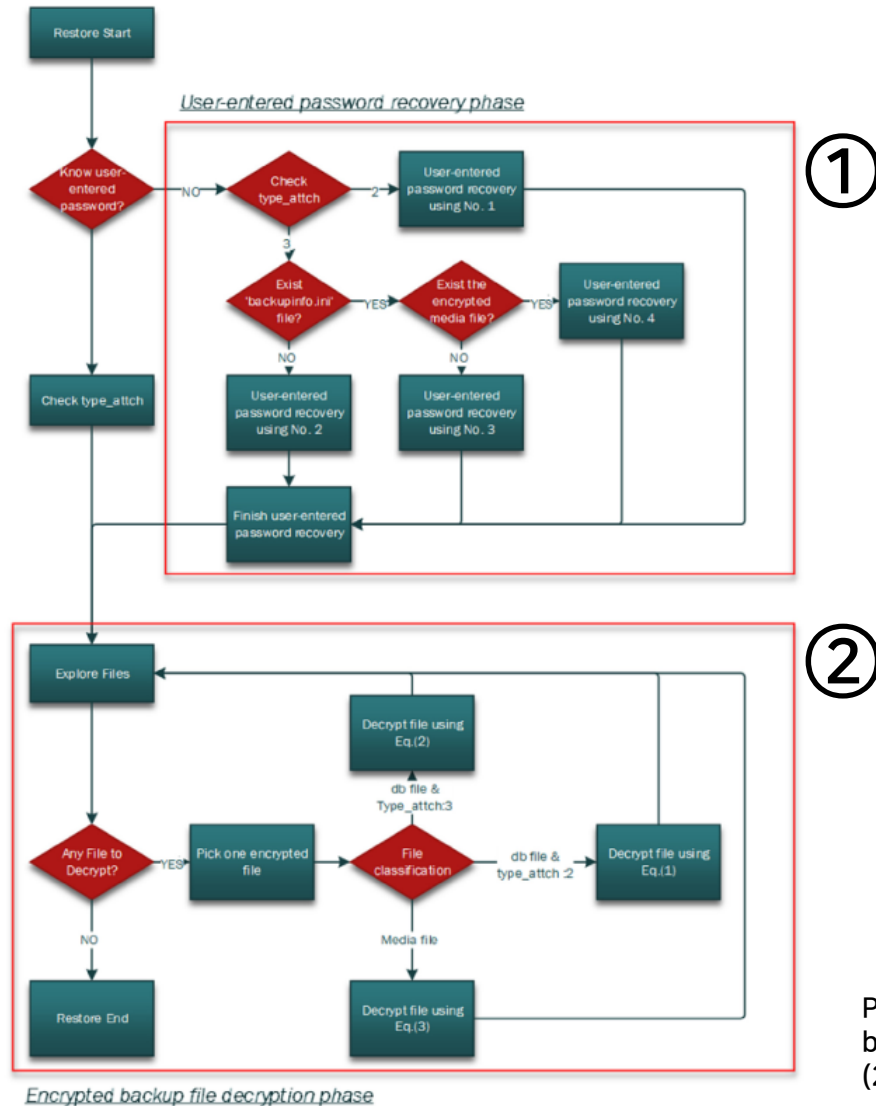 Restore Start
User-entered password recovery phase
①
Know user-
entered
password?
NO
Check
type_attch
2
User-entered
password recovery
using No. 1
3
Exist
'backupinfo.ini'
file?
YES
Exist the
encrypted
media file?
YES
User-entered
password recovery
using No. 4
NO
NO
Check type_attch
User-entered
password recovery
using No. 2
User-entered
password recovery
using No. 3
Finish user-entered
password recovery
②
Explore Files
Decrypt file using
Eq.(2)
db file &
Type_attch:3
Any File to
Decrypt?
YES
Pick one encrypted
file
File
classification
db file &
type_attch :2
Decrypt file using
Eq.(1)
NO
Media file
Restore End
Decrypt file using
Eq.(3)
Encrypted backup file decryption phase